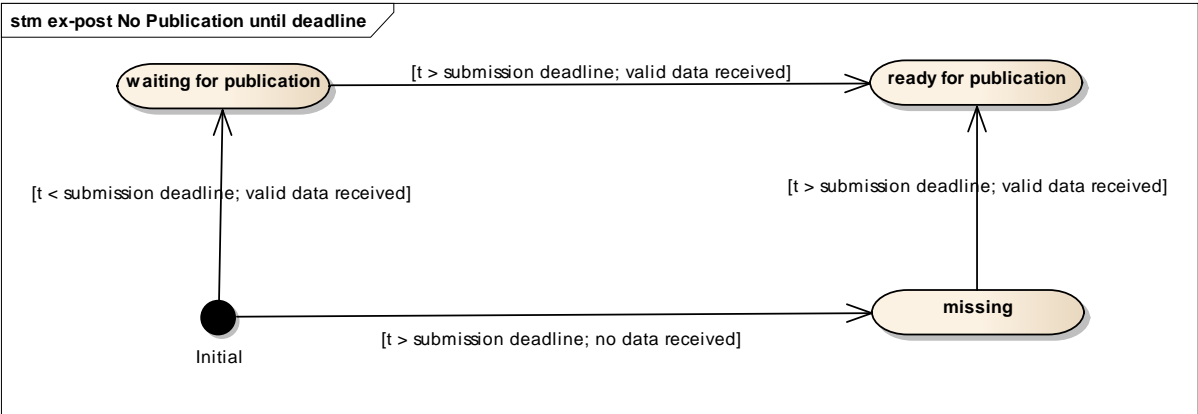 stm ex-post No Publication until deadline
waiting for publication
[t > submission deadline; valid data received]
ready for publication
[t < submission deadline; valid data received]
[t > submission deadline; valid data received]
missing
[t > submission deadline; no data received]
Initial